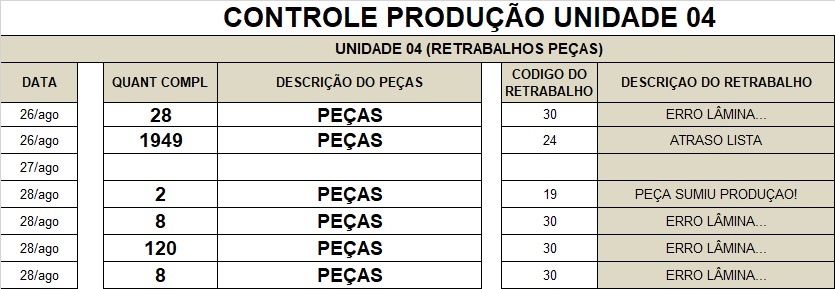 CONTROLE PRODUÇÃO UNIDADE 04
UNIDADE 04 (RETRABALHOS PEÇAS)
DATA QUANT COMPL DESCRIÇÃO DO PEÇAS CODIGO DO RETRABALHO DESCRIÇAO DO RETRABALHO
26/ago 28 PEÇAS 30 ERRO LÂMINA...
26/ago 1949 PEÇAS 24 ATRASO LISTA
27/ago
28/ago 2 PEÇAS 19 PEÇA SUMIU PRODUÇAO!
28/ago 8 PEÇAS 30 ERRO LÂMINA...
28/ago 120 PEÇAS 30 ERRO LÂMINA...
28/ago 8 PEÇAS 30 ERRO LÂMINA...